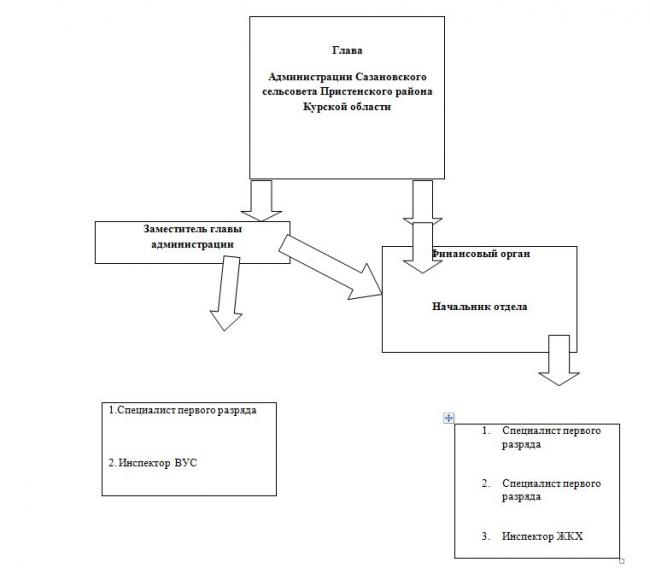 Глава
Администрации Сазановского
сельсовета Пристенского района
Курской области
Заместитель главы
администрации
Финансовый орган
Начальник отдела
1.Специалист первого разряда
2.Инспектор ВУС
1. Специалист первого
разряда
2. Специалист первого
разряда
3. Инспектор ЖКХ